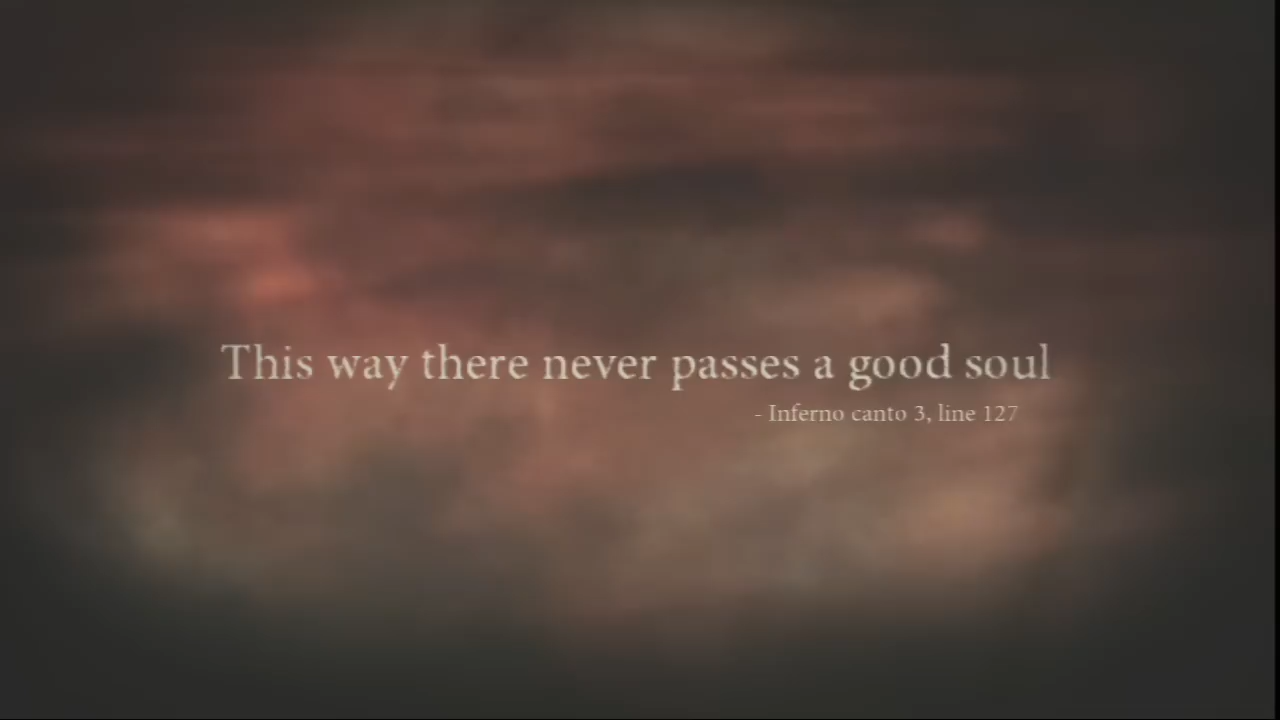 This way there never passes a good soul
- Inferno canto 3, line 127